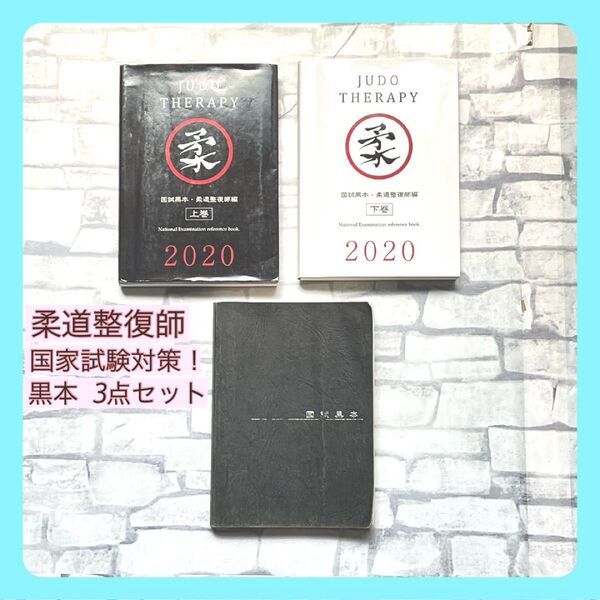 JUDO
THERAPY
柔
国試黒本・柔道整復師編
上巻
National Examination reference book.
2020
JUDO
THERAPY
柔
国試黒本・柔道整復師編
下巻
National Examination reference book.
2020
柔道整復師
国家試験対策！
黒本 3点セット
国試黒本